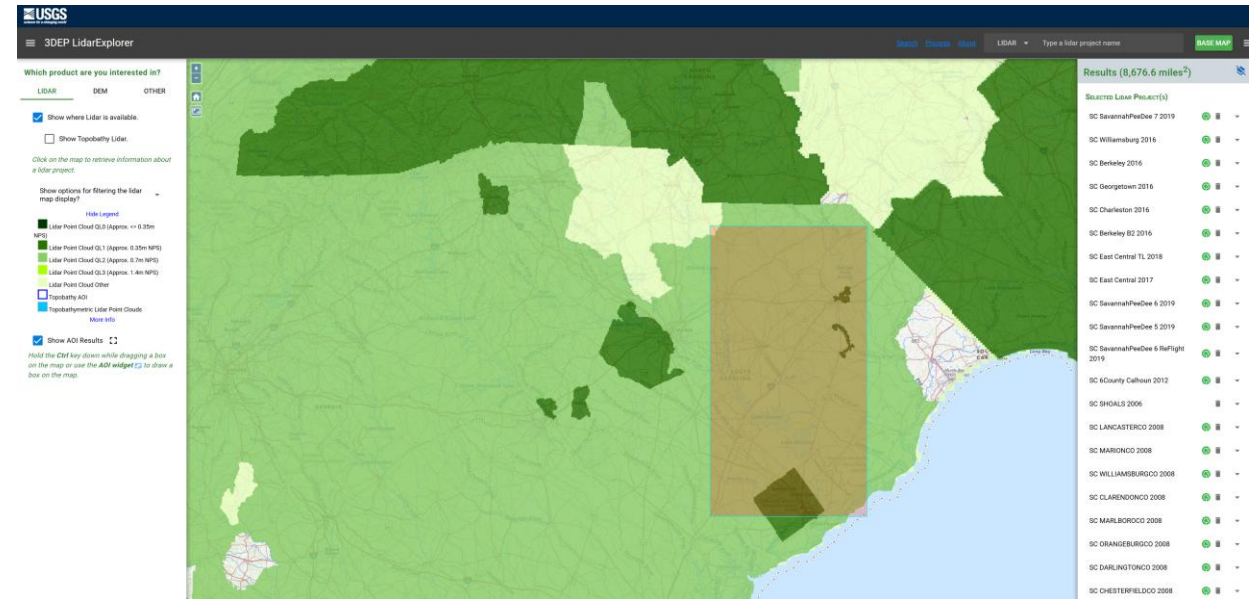 USGS
science for a changing world
3DEP LidarExplorer
Search Process About
LIDAR
Type a lidar project name
BASE MAP
Which product are you interested in?
LIDAR DEM OTHER
Show where Lidar is available.
Show Topobathy Lidar.
Click on the map to retrieve information about
a lidar project.
Show options for filtering the lidar
map display?
Hide Legend
Lidar Point Cloud QL0 (Approx. <= 0.35m
NPS)
Lidar Point Cloud QL1 (Approx. 0.35m NPS)
Lidar Point Cloud QL2 (Approx. 0.7m NPS)
Lidar Point Cloud QL3 (Approx. 1.4m NPS)
Lidar Point Cloud Other
Topobathy AOI
Topobathymetric Lidar Point Clouds
More Info
Show AOI Results
Hold the Ctrl key down while dragging a box
on the map or use the AOI widget to draw a
box on the map.
Results (8,676.6 miles2)
Selected Lidar Project(s)
SC SavannahPeeDee 7 2019
SC Williamsburg 2016
SC Berkeley 2016
SC Georgetown 2016
SC Charleston 2016
SC Berkeley B2 2016
SC East Central TL 2018
SC East Central 2017
SC SavannahPeeDee 6 2019
SC SavannahPeeDee 5 2019
SC SavannahPeeDee 6 ReFlight
2019
SC 6County Calhoun 2012
SC SHOALS 2006
SC LANCASTERCO 2008
SC MARIONCO 2008
SC WILLIAMSBURGCO 2008
SC CLARENDONCO 2008
SC MARLBOROCO 2008
SC ORANGEBURGCO 2008
SC DARLINGTONCO 2008
SC CHESTERFIELDCO 2008